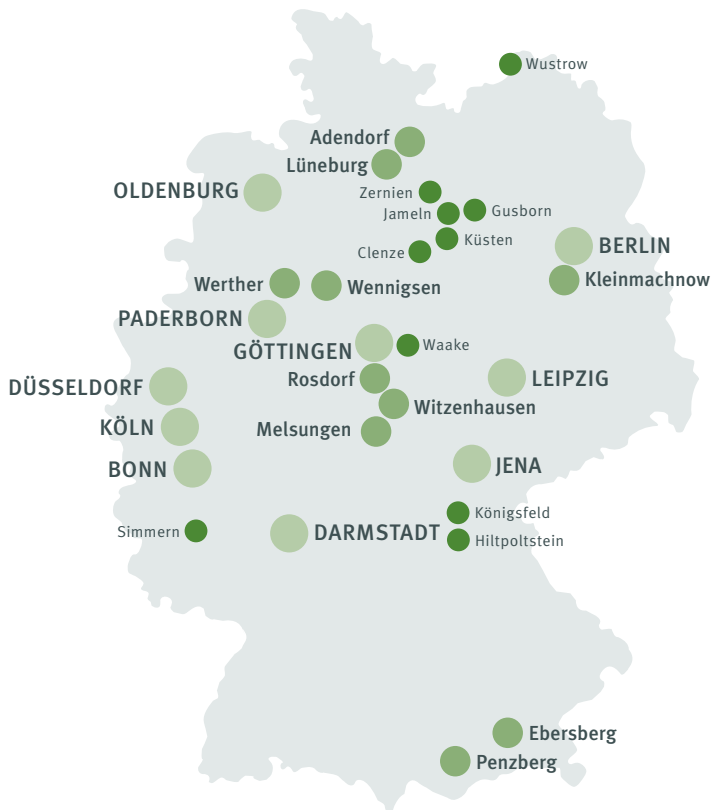 Wustrow
Adendorf
Lüneburg
OLDENBURG
Zernien
Jameln
Gusborn
Küsten
Clenze
BERLIN
Kleinmachnow
Werther
Wennigsen
PADERBORN
GÖTTINGEN
Waake
Rosdorf
LEIPZIG
DÜSSELDORF
Witzenhausen
KÖLN
Melsungen
BONN
JENA
Königsfeld
Simmern
DARMSTADT
Hiltpoltstein
Ebersberg
Penzberg